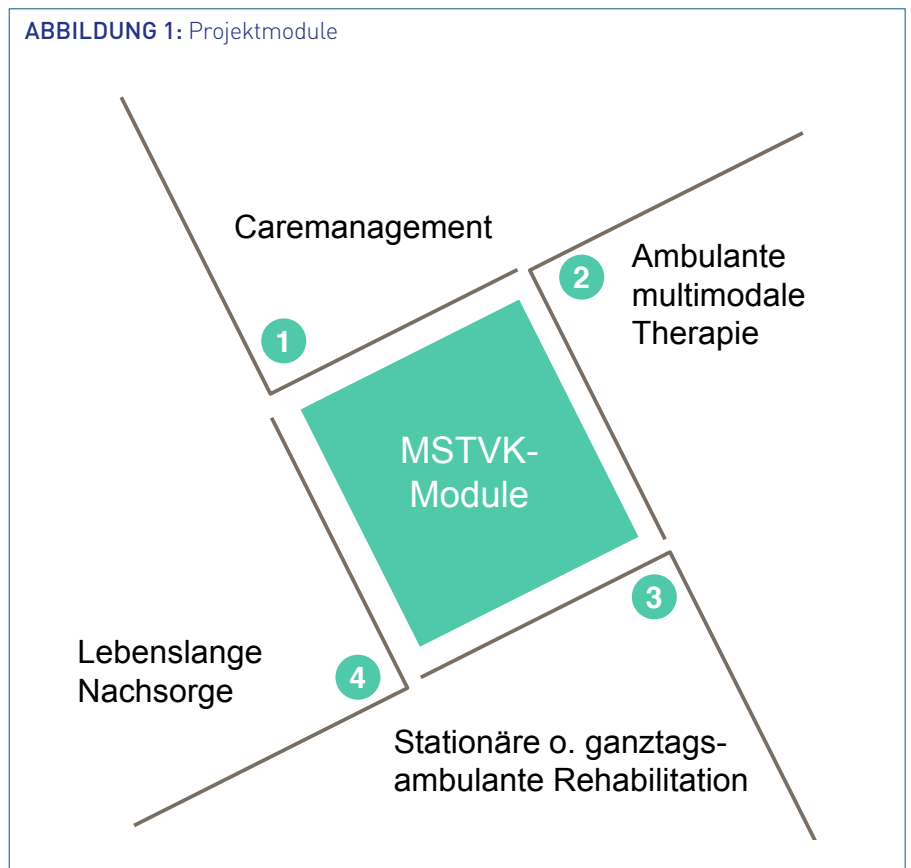 ABBILDUNG 1: Projektmodule
Caremanagement
1
2
Ambulante
multimodale
Therapie
MSTVK-
Module
3
Stationäre o. ganztags-
ambulante Rehabilitation
4
Lebenslange
Nachsorge